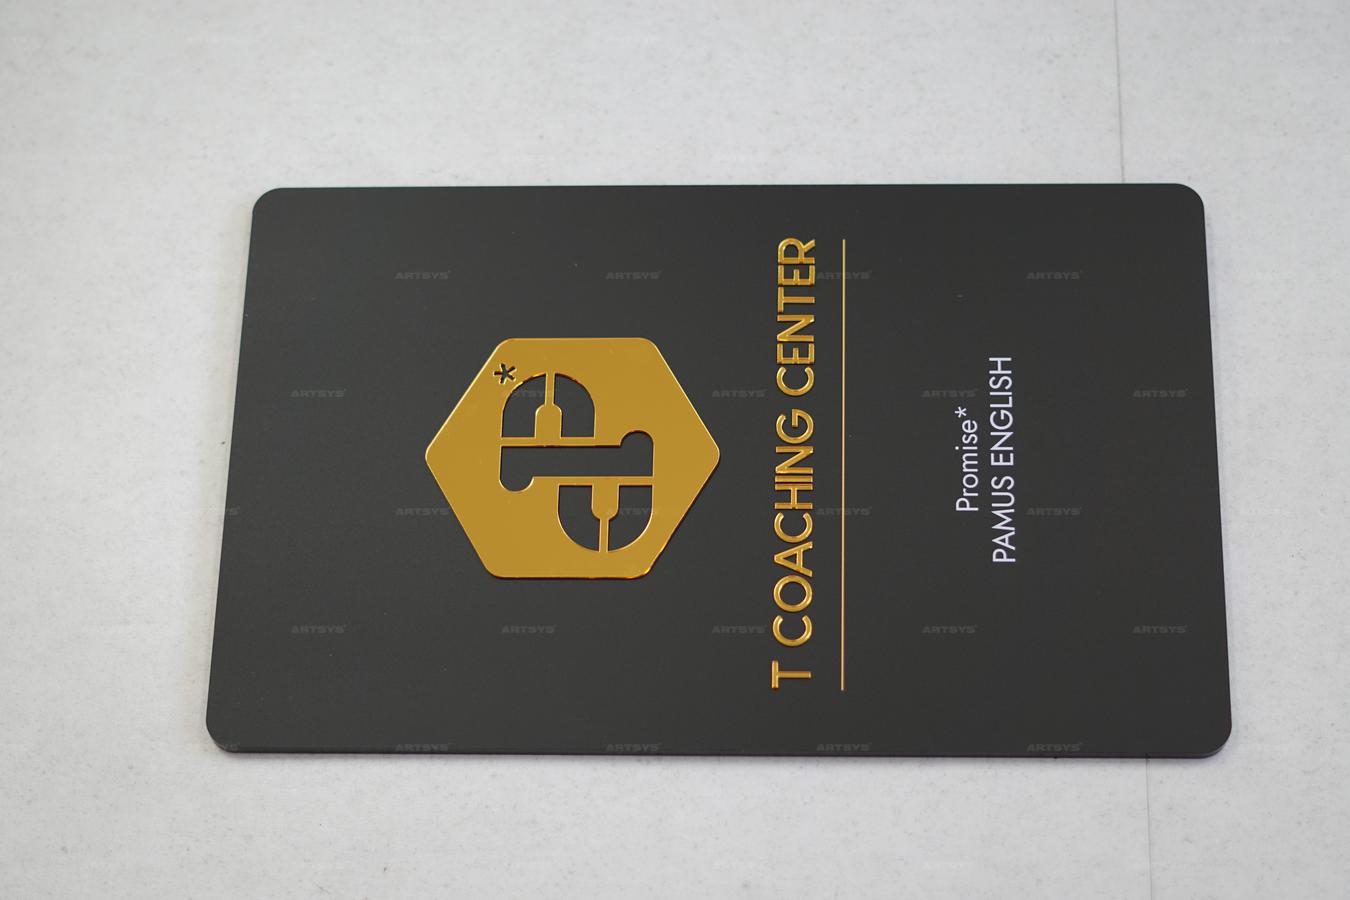 *
T COACHING CENTER
Promise*
PAMUS ENGLISH
ARTSYS